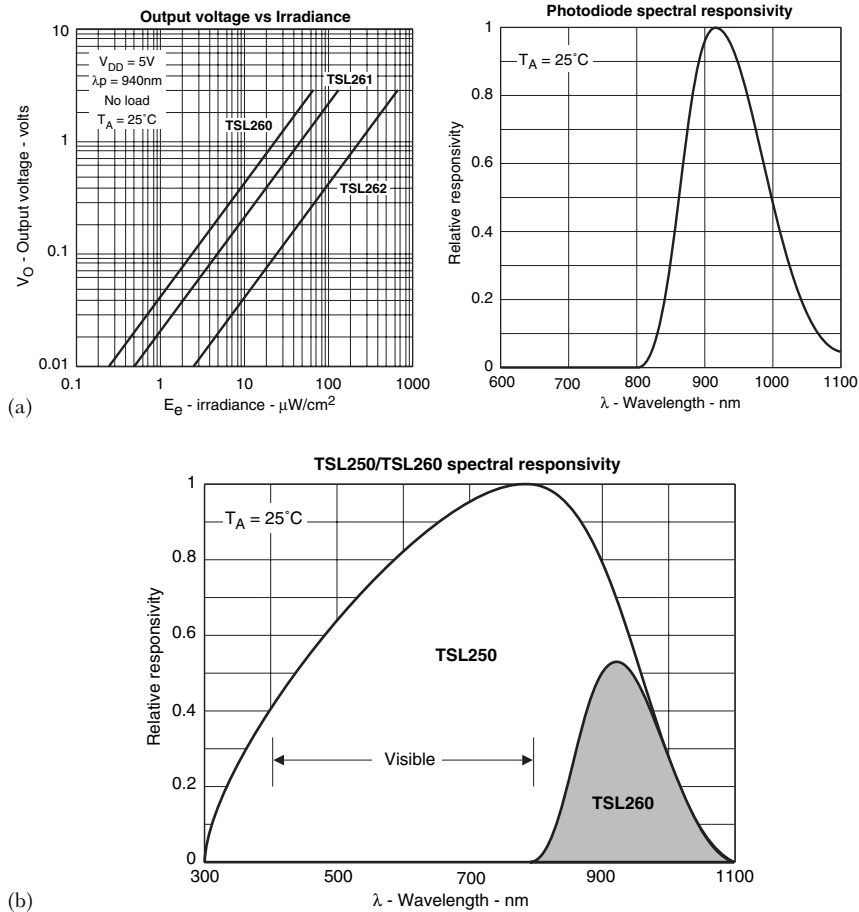 Output voltage vs Irradiance
10
1
0.1
0.01
V_O - Output voltage - volts
V_DD = 5V
λp = 940nm
No load
T_A = 25˚C
TSL260
TSL261
TSL262
0.1 1 10 100 1000
E_e - irradiance - μW/cm²
(a)
Photodiode spectral responsivity
1
0.8
0.6
0.4
0.2
0
Relative responsivity
T_A = 25˚C
600 700 800 900 1000 1100
λ - Wavelength - nm
TSL250/TSL260 spectral responsivity
1
0.8
0.6
0.4
0.2
0
Relative responsivity
T_A = 25˚C
TSL250
Visible
TSL260
300 500 700 900 1100
λ - Wavelength - nm
(b)